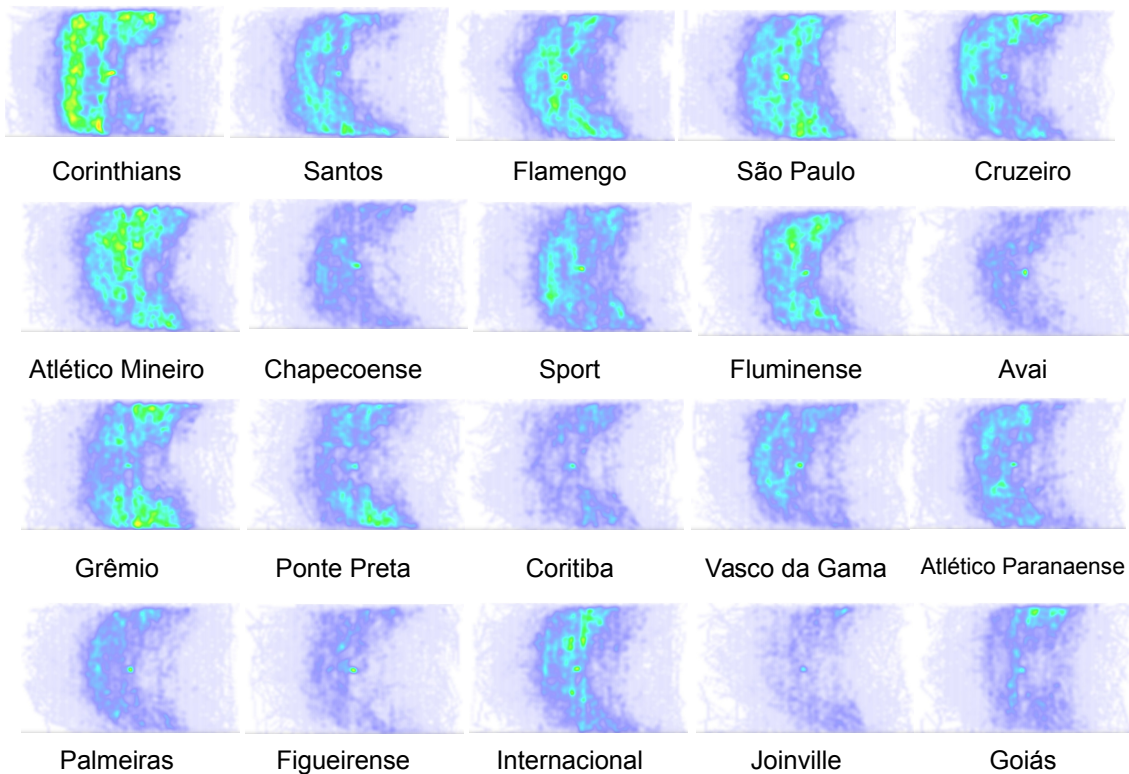 Corinthians Santos Flamengo São Paulo Cruzeiro
Atlético Mineiro Chapecoense Sport Fluminense Avai
Grêmio Ponte Preta Coritiba Vasco da Gama Atlético Paranaense
Palmeiras Figueirense Internacional Joinville Goiás